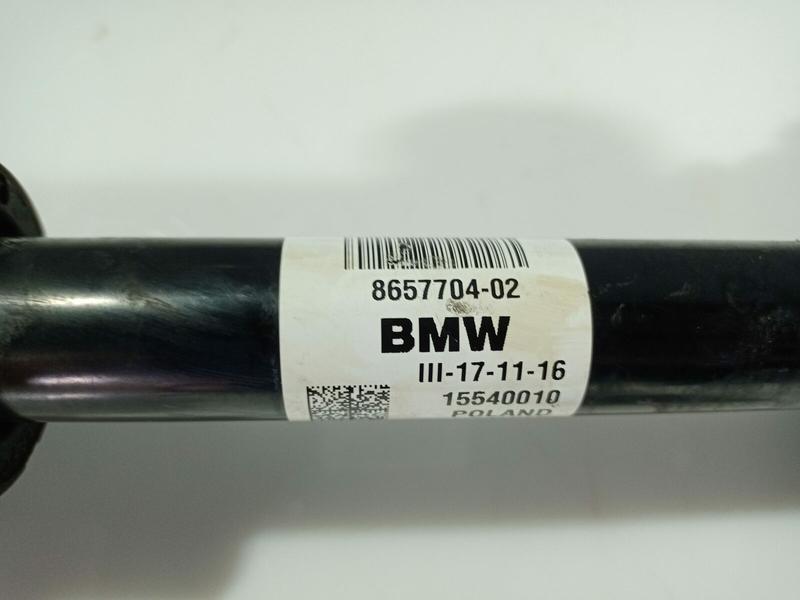 8657704-02
BMW
III-17-11-16
15540010
POLAND